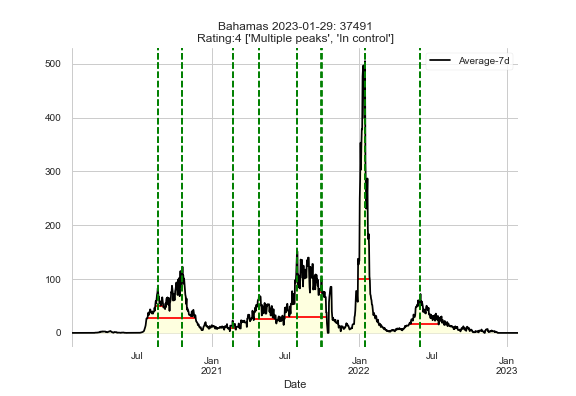 Bahamas 2023-01-29: 37491
Rating:4 ['Multiple peaks', 'In control']
Average-7d
500
400
300
200
100
0
Jul
Jan
2021
Jul
Jan
2022
Jul
Jan
2023
Date